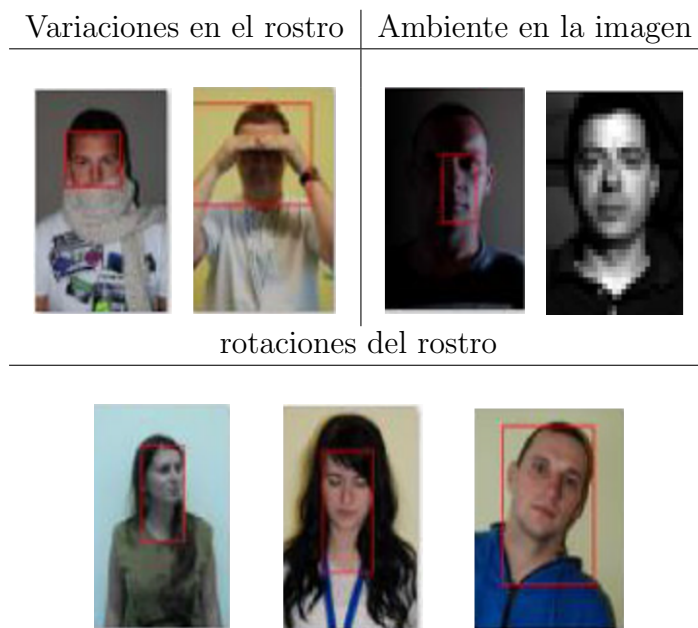 Variaciones en el rostro
Ambiente en la imagen
rotaciones del rostro